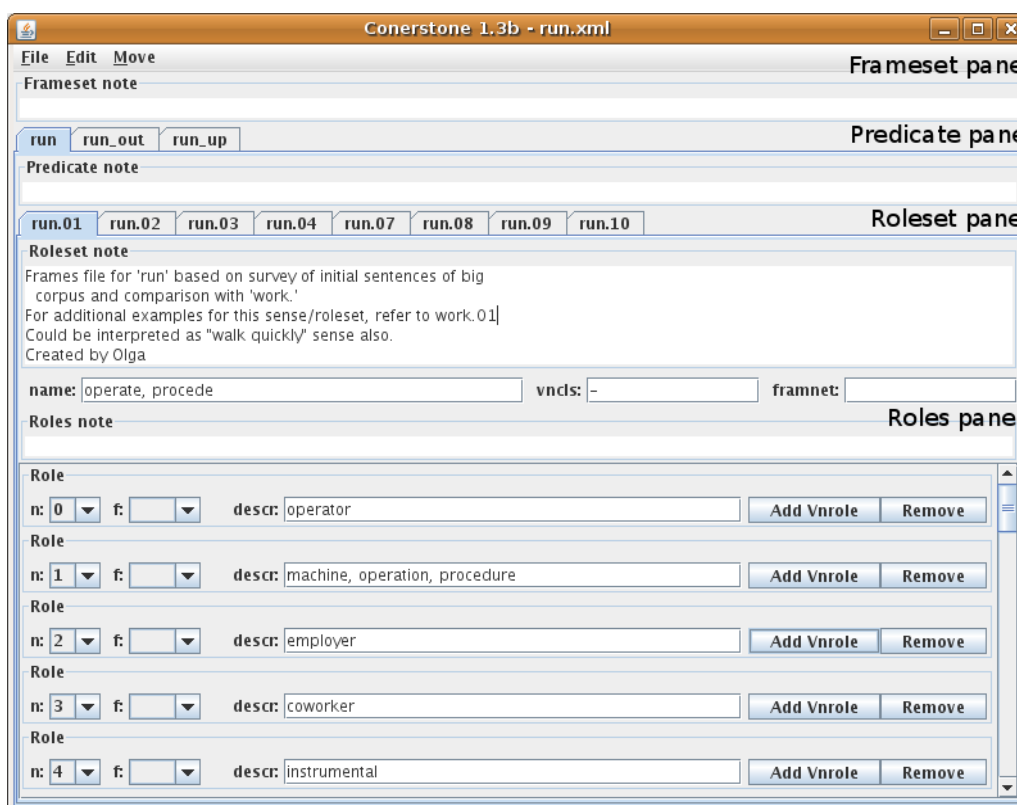 Conerstone 1.3b - run.xml
File Edit Move
Frameset pane
Frameset note
run run_out run_up
Predicate pane
Predicate note
run.01 run.02 run.03 run.04 run.07 run.08 run.09 run.10
Roleset pane
Roleset note
Frames file for 'run' based on survey of initial sentences of big
corpus and comparison with 'work.'
For additional examples for this sense/roleset, refer to work.01
Could be interpreted as "walk quickly" sense also.
Created by Olga
name: operate, procede vncls: - framnet:
Roles note
Roles pane
Role
n: 0 f: descr: operator Add Vnrole Remove
Role
n: 1 f: descr: machine, operation, procedure Add Vnrole Remove
Role
n: 2 f: descr: employer Add Vnrole Remove
Role
n: 3 f: descr: coworker Add Vnrole Remove
Role
n: 4 f: descr: instrumental Add Vnrole Remove